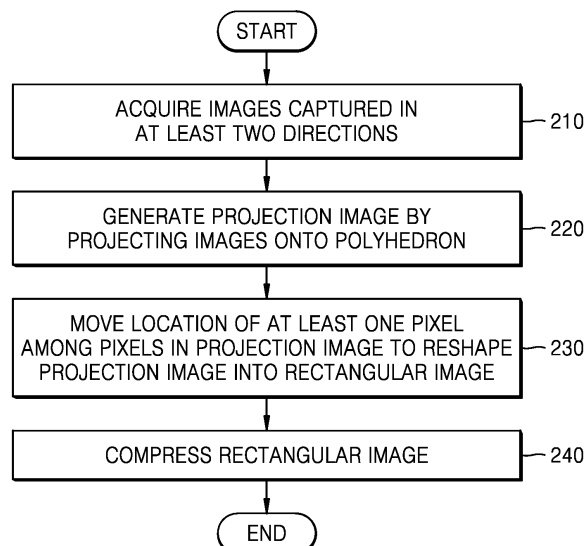 START
ACQUIRE IMAGES CAPTURED IN
AT LEAST TWO DIRECTIONS
210
GENERATE PROJECTION IMAGE BY
PROJECTING IMAGES ONTO POLYHEDRON
220
MOVE LOCATION OF AT LEAST ONE PIXEL
AMONG PIXELS IN PROJECTION IMAGE TO RESHAPE
PROJECTION IMAGE INTO RECTANGULAR IMAGE
230
COMPRESS RECTANGULAR IMAGE
240
END